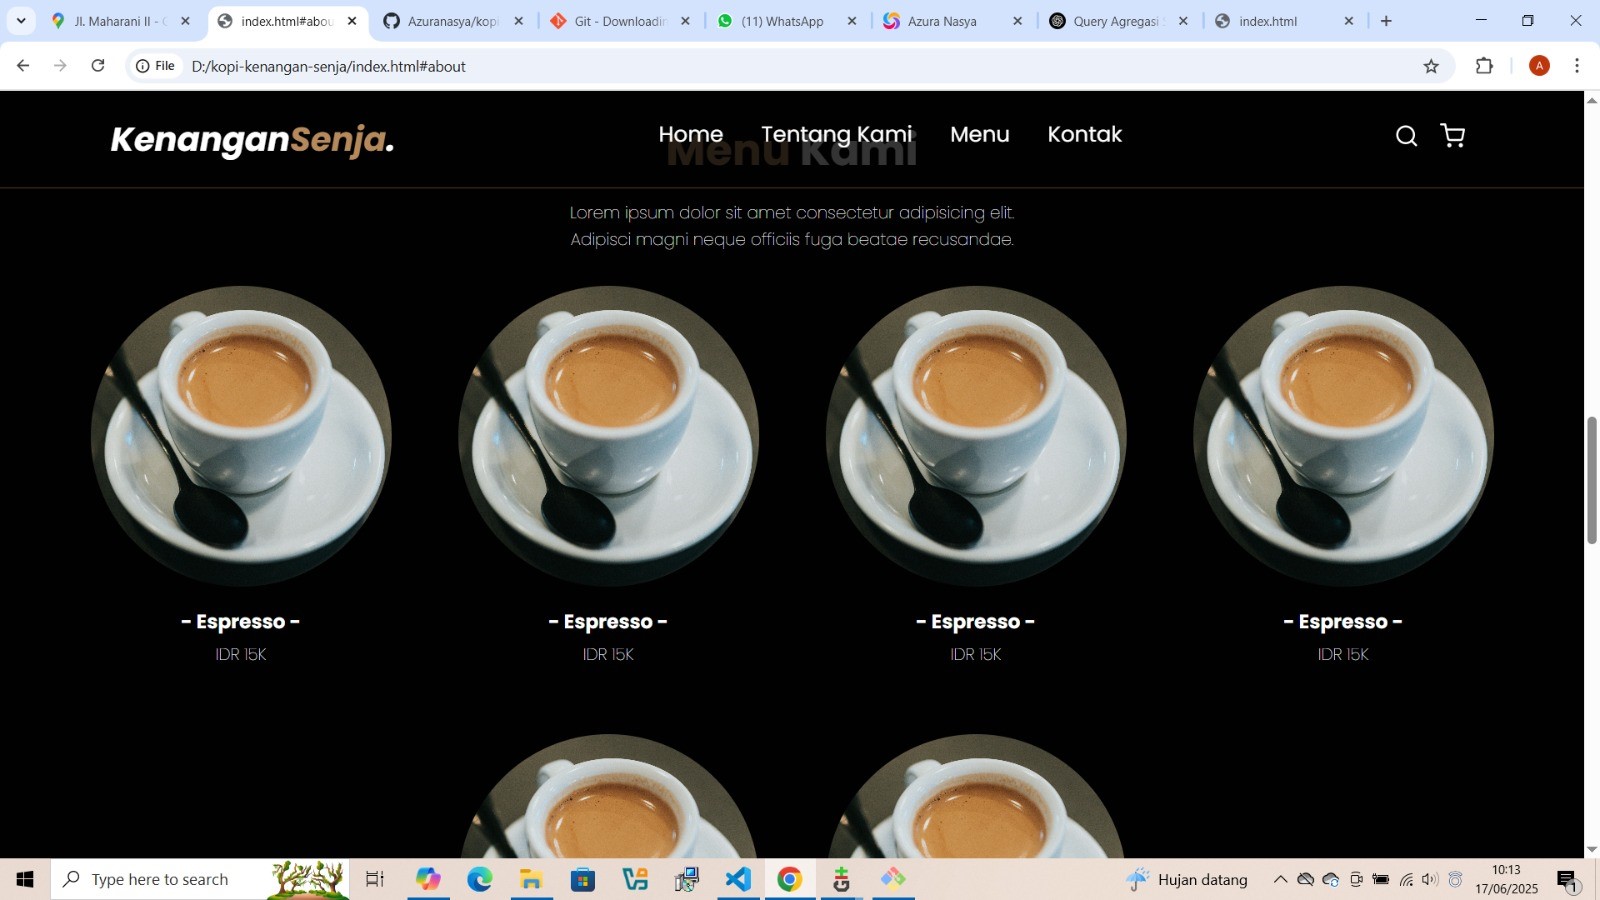 Jl. Maharani II - G
index.html#abou
Azuranasya/kopi
Git - Downloadin
(11) WhatsApp
Azura Nasya
Query Agregasi S
index.html
File
D:/kopi-kenangan-senja/index.html#about
A
KenanganSenja.
Home
Tentang Kami
Menu
Kontak
Menu Kami
Lorem ipsum dolor sit amet consectetur adipisicing elit.
Adipisci magni neque officiis fuga beatae recusandae.
- Espresso -
- Espresso -
- Espresso -
- Espresso -
IDR 15K
IDR 15K
IDR 15K
IDR 15K
Type here to search
Hujan datang
10:13
17/06/2025
1